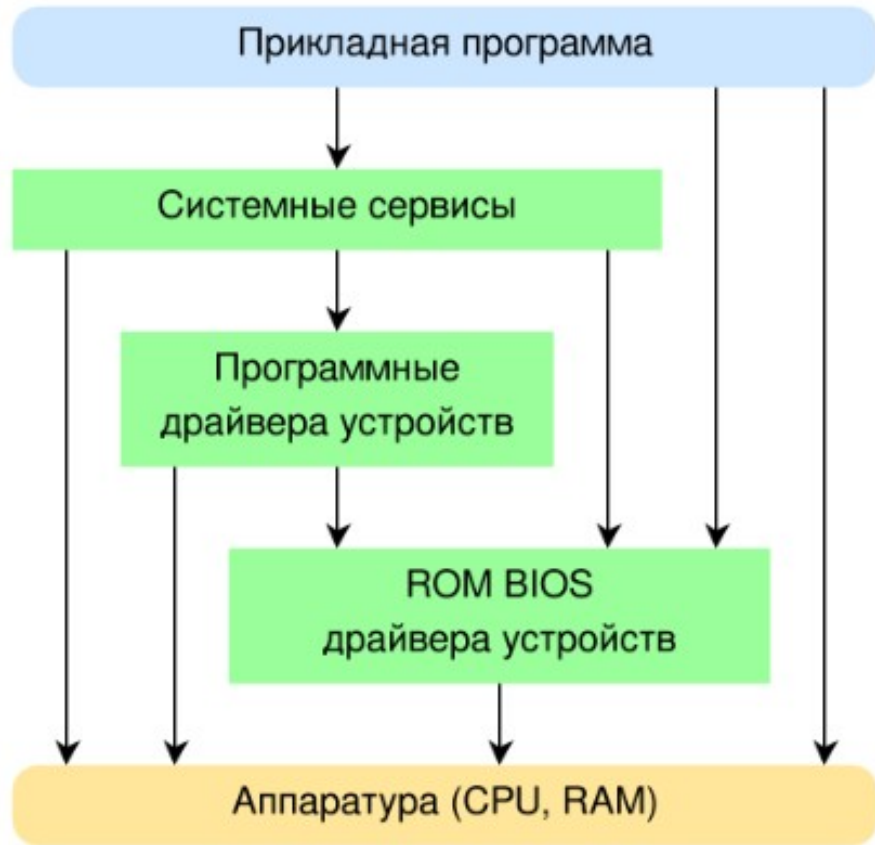 Прикладная программа
Системные сервисы
Программные
драйвера устройств
ROM BIOS
драйвера устройств
Аппаратура (CPU, RAM)